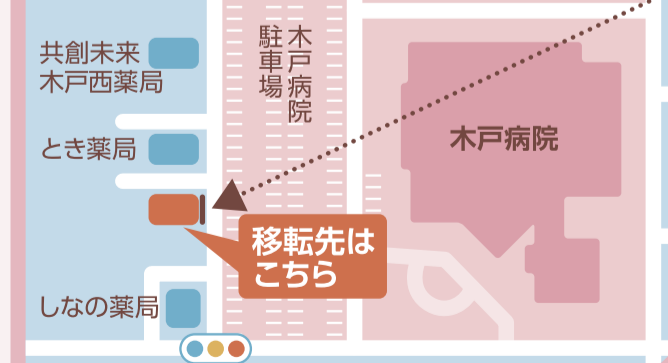 共創未来
木戸西薬局
木戸病院
駐車場
木戸病院
とき薬局
移転先は
こちら
しなの薬局